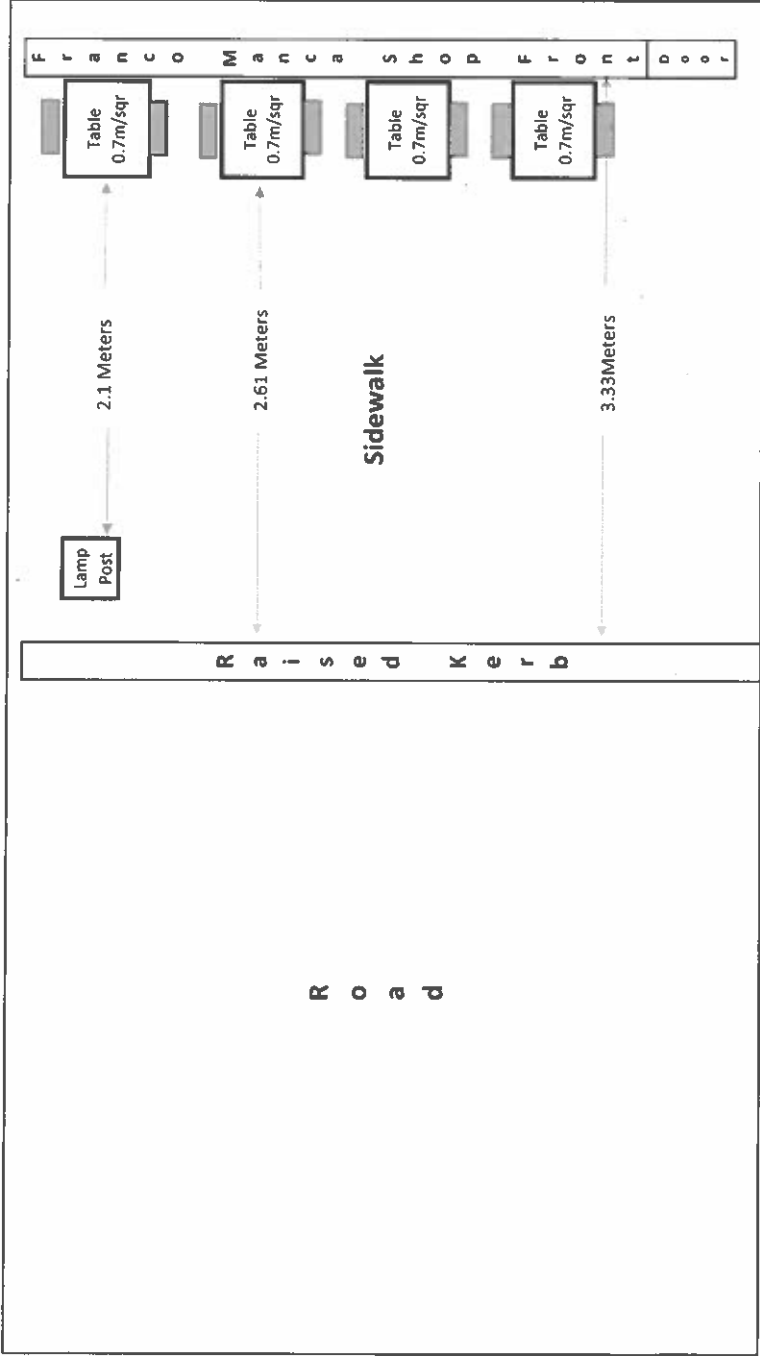 Franco Manca Shop Front
Door
Table
0.7m/sqr
Table
0.7m/sqr
Table
0.7m/sqr
Table
0.7m/sqr
2.1 Meters
2.61 Meters
3.33Meters
Sidewalk
Lamp
Post
Raised Kerb
Road